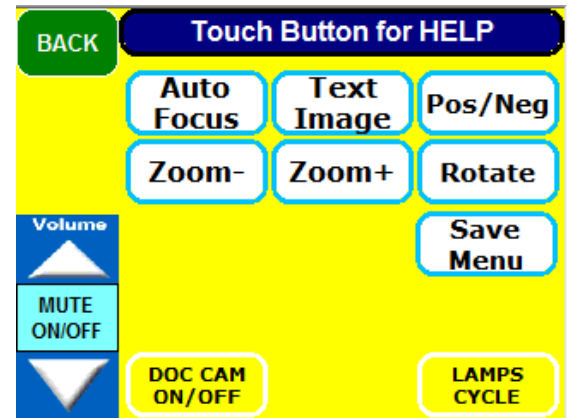 BACK
Touch Button for HELP
Auto
Focus
Text
Image
Pos/Neg
Zoom-
Zoom+
Rotate
Volume
Save
Menu
MUTE
ON/OFF
DOC CAM
ON/OFF
LAMPS
CYCLE